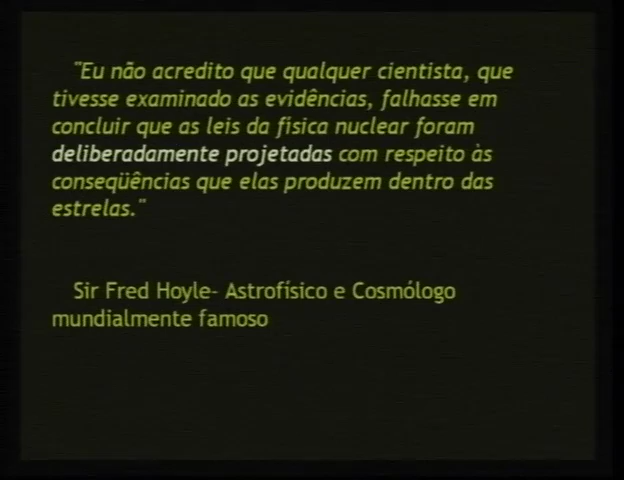 "Eu não acredito que qualquer cientista, que
tivesse examinado as evidências, falhasse em
concluir que as leis da física nuclear foram
deliberadamente projetadas com respeito às
conseqüências que elas produzem dentro das
estrelas."
Sir Fred Hoyle- Astrofísico e Cosmólogo
mundialmente famoso